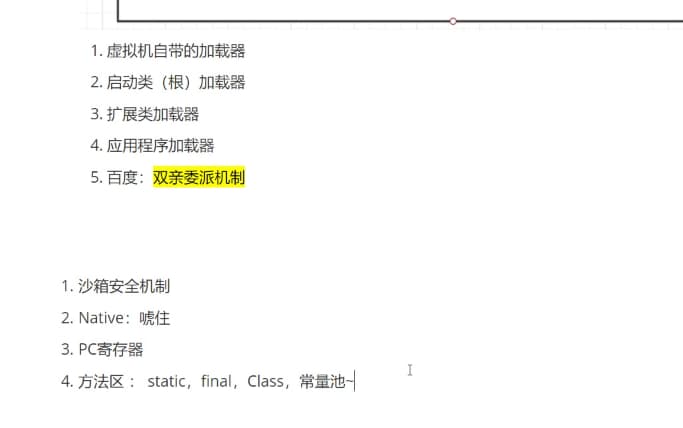 1. 虚拟机自带的加载器
2. 启动类（根）加载器
3. 扩展类加载器
4. 应用程序加载器
5. 百度：双亲委派机制
1. 沙箱安全机制
2. Native：唬住
3. PC寄存器
4. 方法区： static，final，Class，常量池~